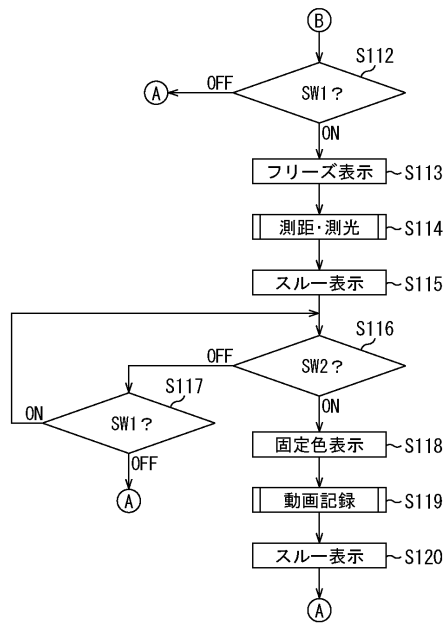 B
S112
A
OFF
SW1?
ON
フリーズ表示
S113
測距・測光
S114
スルー表示
S115
S116
OFF
SW2?
S117
ON
SW1?
ON
OFF
固定色表示
S118
A
動画記録
S119
スルー表示
S120
A